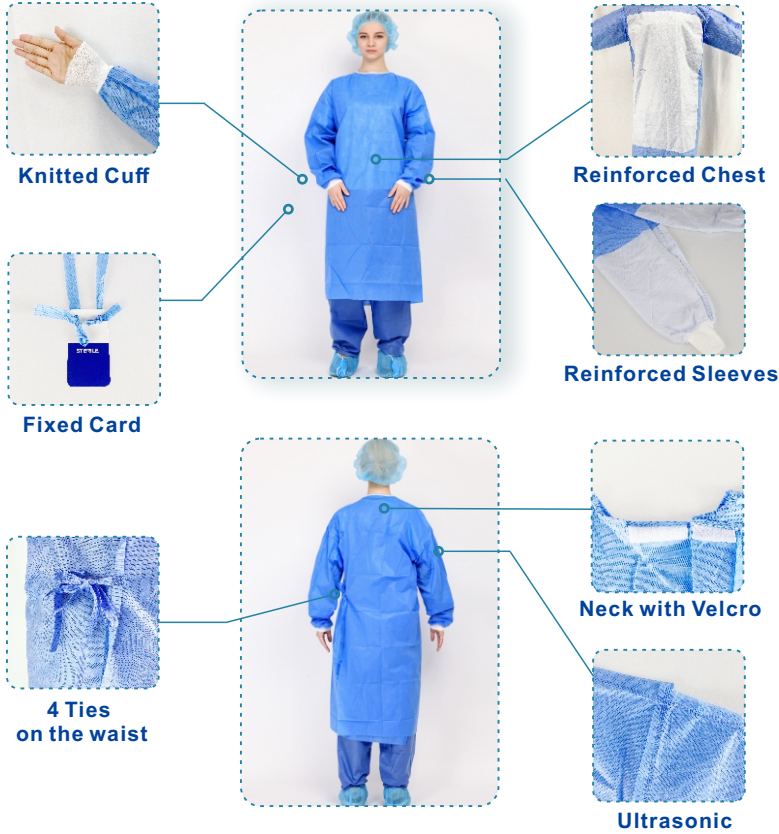 Knitted Cuff
Reinforced Chest
STERILE
Fixed Card
Reinforced Sleeves
Neck with Velcro
4 Ties
on the waist
Ultrasonic